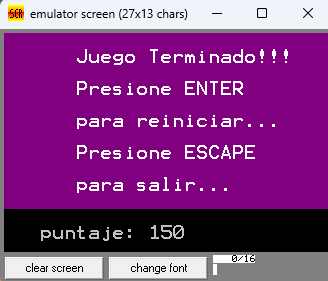 emulator screen (27x13 chars)
Juego Terminado!!!
Presione ENTER
para reiniciar...
Presione ESCAPE
para salir...
puntaje: 150
clear screen
change font
0/16